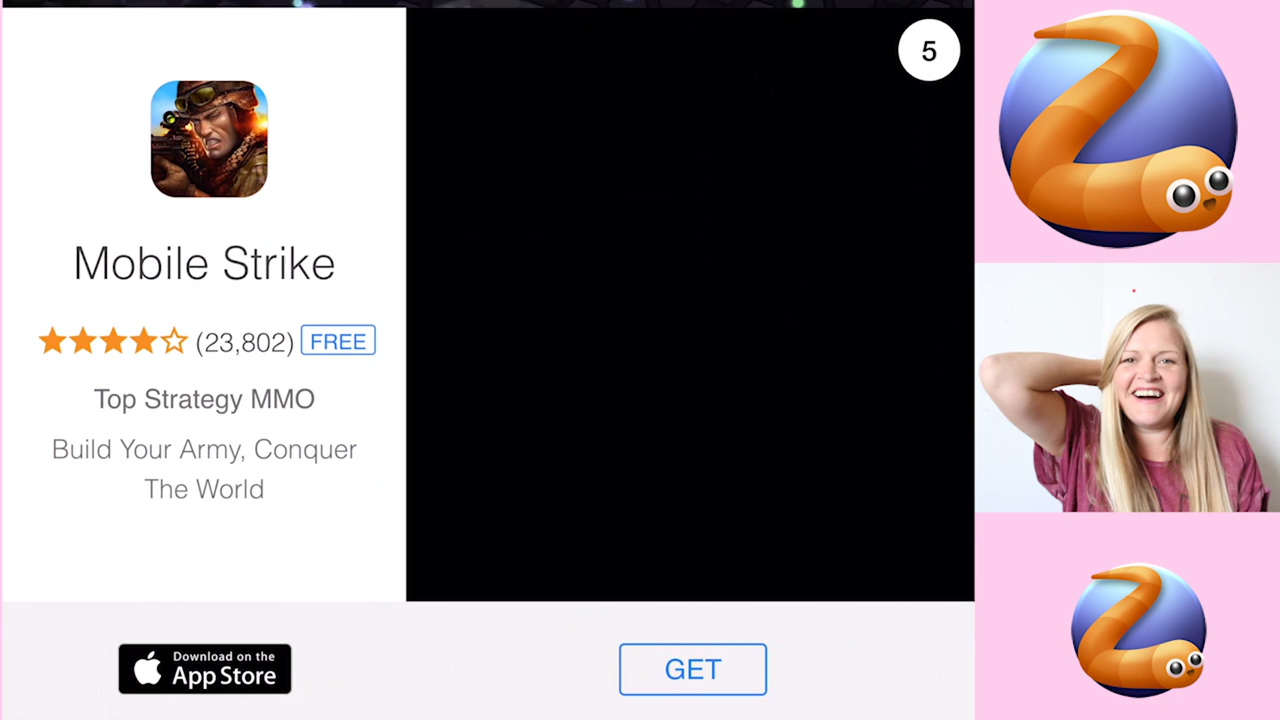 5
Mobile Strike
(23,802) FREE
Top Strategy MMO
Build Your Army, Conquer
The World
Download on the
App Store
GET